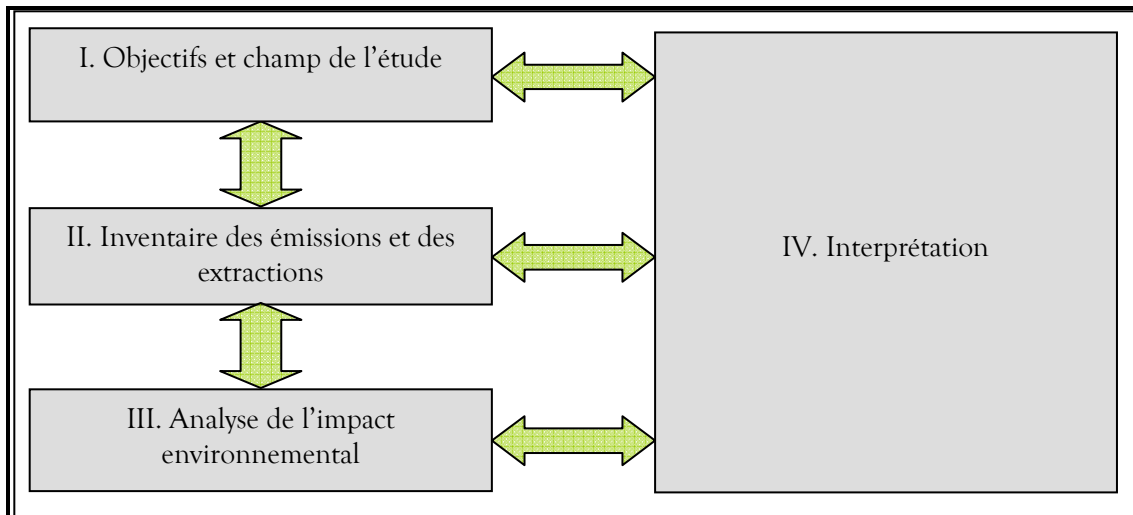 I. Objectifs et champ de l’étude
II. Inventaire des émissions et des
extractions
III. Analyse de l’impact
environnemental
IV. Interprétation